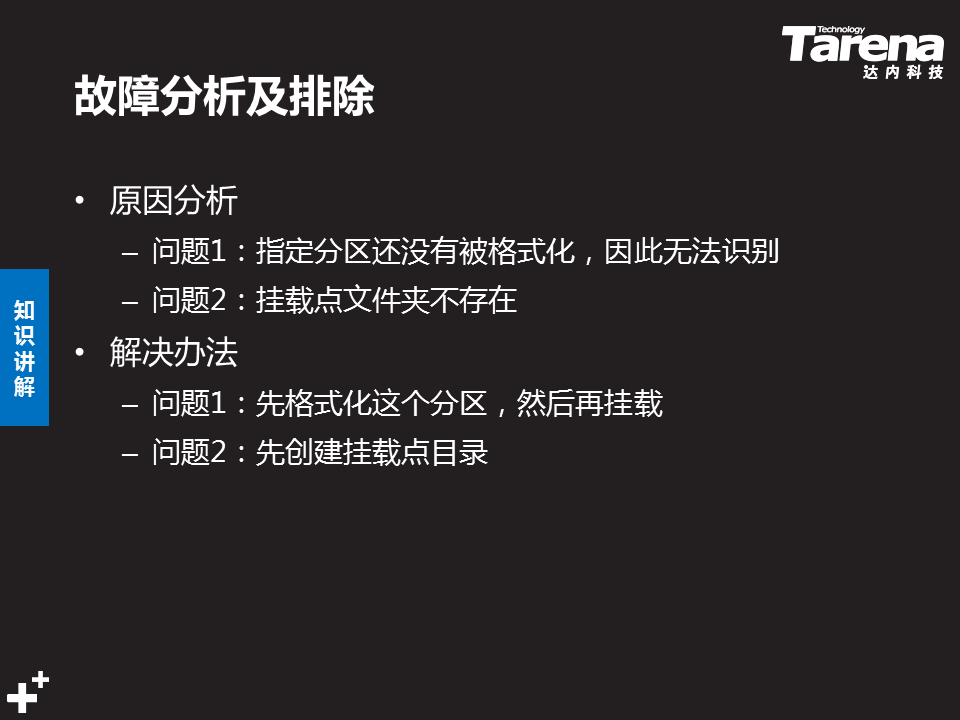 Technology
Tarena
达内科技
故障分析及排除
• 原因分析
– 问题1：指定分区还没有被格式化，因此无法识别
– 问题2：挂载点文件夹不存在
• 解决办法
– 问题1：先格式化这个分区，然后再挂载
– 问题2：先创建挂载点目录
知识讲解